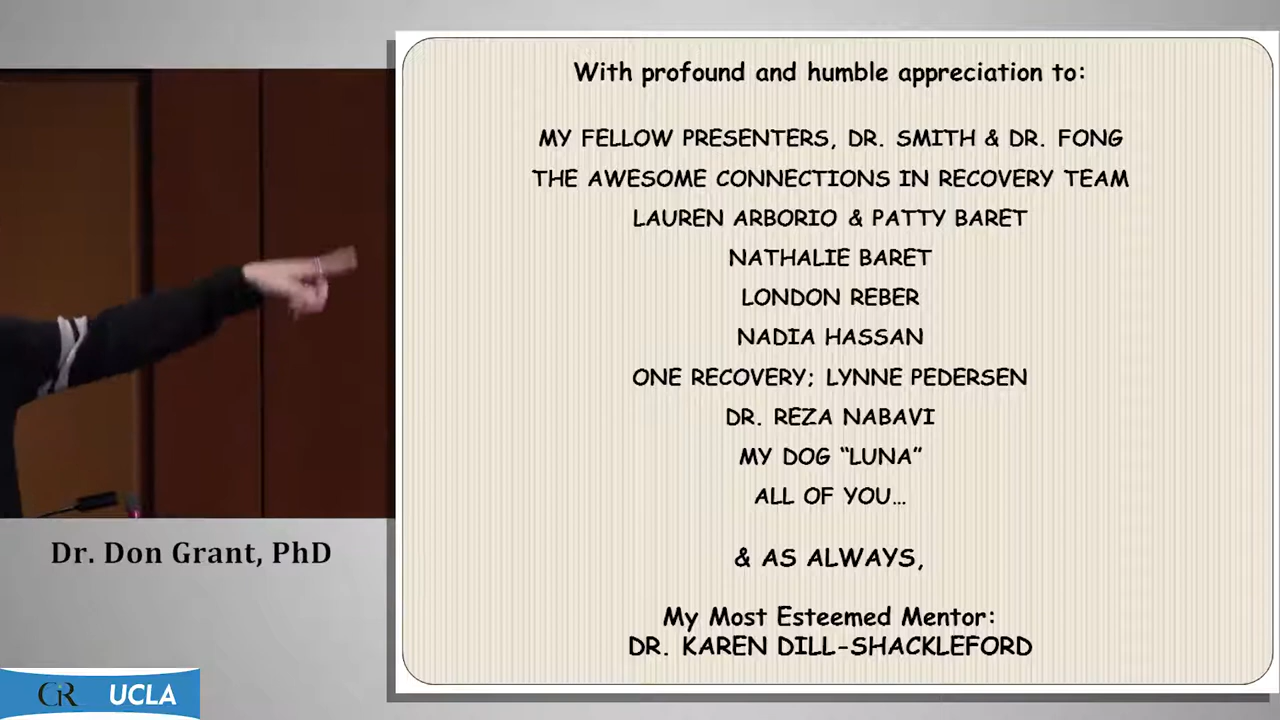 With profound and humble appreciation to:
MY FELLOW PRESENTERS, DR. SMITH & DR. FONG
THE AWESOME CONNECTIONS IN RECOVERY TEAM
LAUREN ARBORIO & PATTY BARET
NATHALIE BARET
LONDON REBER
NADIA HASSAN
ONE RECOVERY; LYNNE PEDERSEN
DR. REZA NABAVI
MY DOG “LUNA”
ALL OF YOU…
& AS ALWAYS,
My Most Esteemed Mentor:
DR. KAREN DILL-SHACKLEFORD
Dr. Don Grant, PhD
CiR UCLA